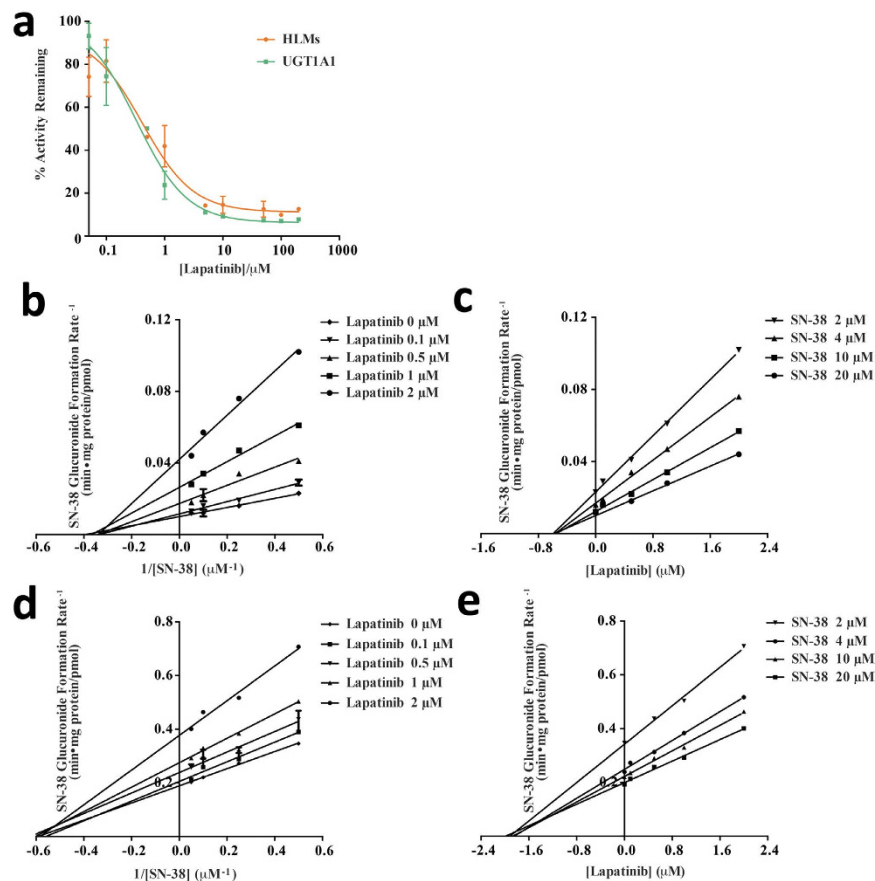 a
100
80
60
40
20
0
% Activity Remaining
HLMs
UGT1A1
0.1
1
10
100
1000
[Lapatinib]/μM
b
SN-38 Glucuronide Formation Rate -1
(min•mg protein/pmol)
0.12
0.08
0.04
Lapatinib 0 μM
Lapatinib 0.1 μM
Lapatinib 0.5 μM
Lapatinib 1 μM
Lapatinib 2 μM
-0.6
-0.4
-0.2
0.0
0.2
0.4
0.6
1/[SN-38] (μM-1)
c
SN-38 Glucuronide Formation Rate -1
(min•mg protein/pmol)
0.12
0.08
0.04
SN-38 2 μM
SN-38 4 μM
SN-38 10 μM
SN-38 20 μM
-1.6
-0.8
0.0
0.8
1.6
2.4
[Lapatinib] (μM)
d
SN-38 Glucuronide Formation Rate -1
(min•mg protein/pmol)
0.8
0.6
0.4
0.2
Lapatinib 0 μM
Lapatinib 0.1 μM
Lapatinib 0.5 μM
Lapatinib 1 μM
Lapatinib 2 μM
-0.6
-0.4
-0.2
0.0
0.2
0.4
0.6
1/[SN-38] (μM-1)
e
SN-38 Glucuronide Formation Rate -1
(min•mg protein/pmol)
0.8
0.6
0.4
SN-38 2 μM
SN-38 4 μM
SN-38 10 μM
SN-38 20 μM
-2.4
-1.6
-0.8
0.0
0.8
1.6
2.4
[Lapatinib] (μM)